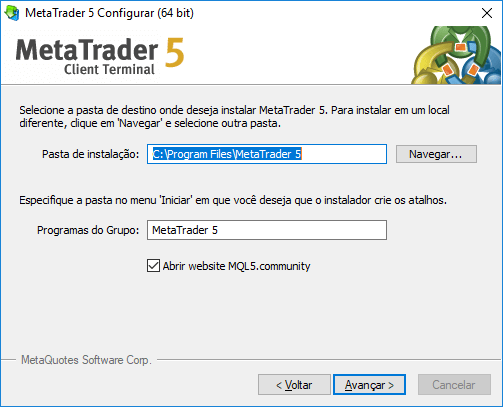 MetaTrader 5 Configurar (64 bit)
MetaTrader 5
Client Terminal
Selecione a pasta de destino onde deseja instalar MetaTrader 5. Para instalar em um local
diferente, clique em 'Navegar' e selecione outra pasta.
Pasta de instalação: C:\Program Files\MetaTrader 5 Navegar...
Especifique a pasta no menu 'Iniciar' em que você deseja que o instalador crie os atalhos.
Programas do Grupo: MetaTrader 5
Abrir website MQL5.community
MetaQuotes Software Corp.
< Voltar Avançar > Cancelar